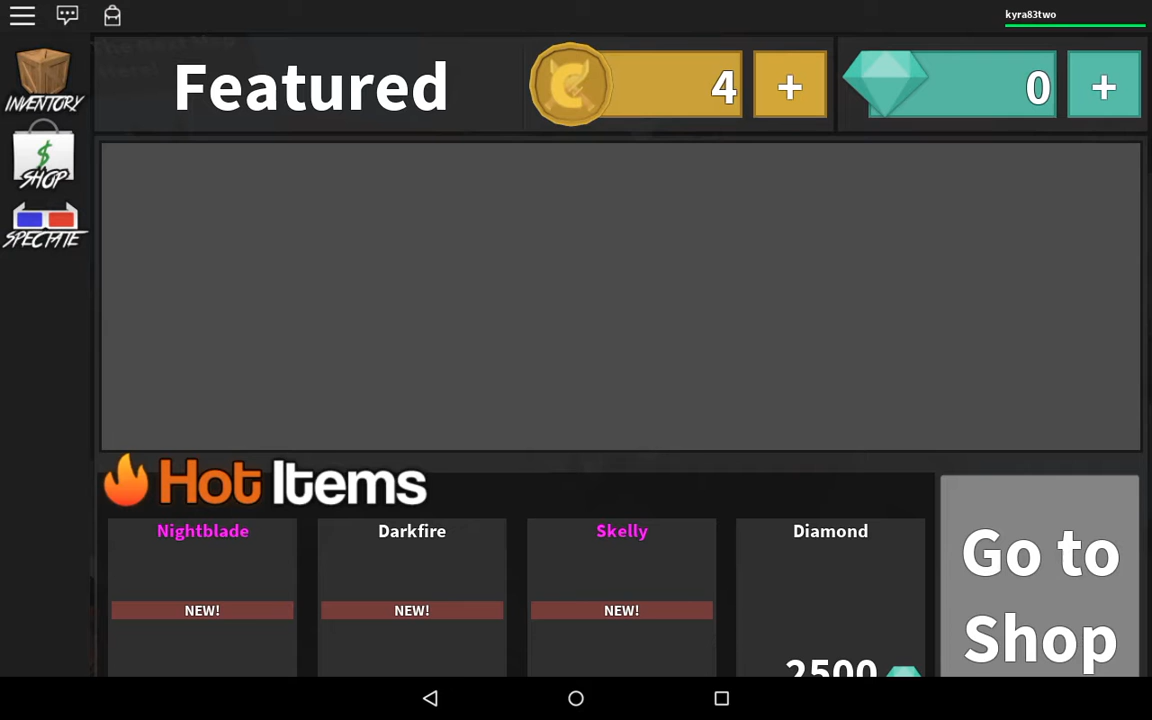 kyra83two
INVENTORY
SHOP
SPECTATE
Featured
4
+
0
+
Hot Items
Nightblade
NEW!
Darkfire
NEW!
Skelly
NEW!
Diamond
2500
Go to
Shop